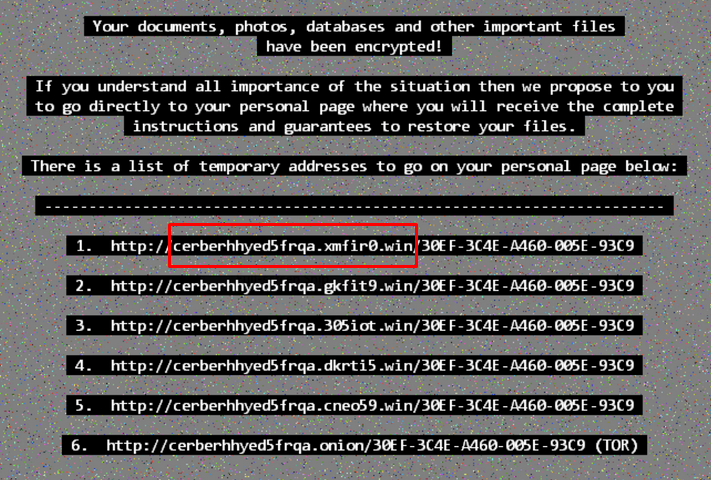 Your documents, photos, databases and other important files
have been encrypted!
If you understand all importance of the situation then we propose to you
to go directly to your personal page where you will receive the complete
instructions and guarantees to restore your files.
There is a list of temporary addresses to go on your personal page below:
-----------------------------------------------------------------------
1. http://cerberhhyed5frqa.xmfir0.win/30EF-3C4E-A460-005E-93C9
2. http://cerberhhyed5frqa.gkfit9.win/30EF-3C4E-A460-005E-93C9
3. http://cerberhhyed5frqa.305iot.win/30EF-3C4E-A460-005E-93C9
4. http://cerberhhyed5frqa.dkrti5.win/30EF-3C4E-A460-005E-93C9
5. http://cerberhhyed5frqa.cneo59.win/30EF-3C4E-A460-005E-93C9
6. http://cerberhhyed5frqa.onion/30EF-3C4E-A460-005E-93C9 (TOR)